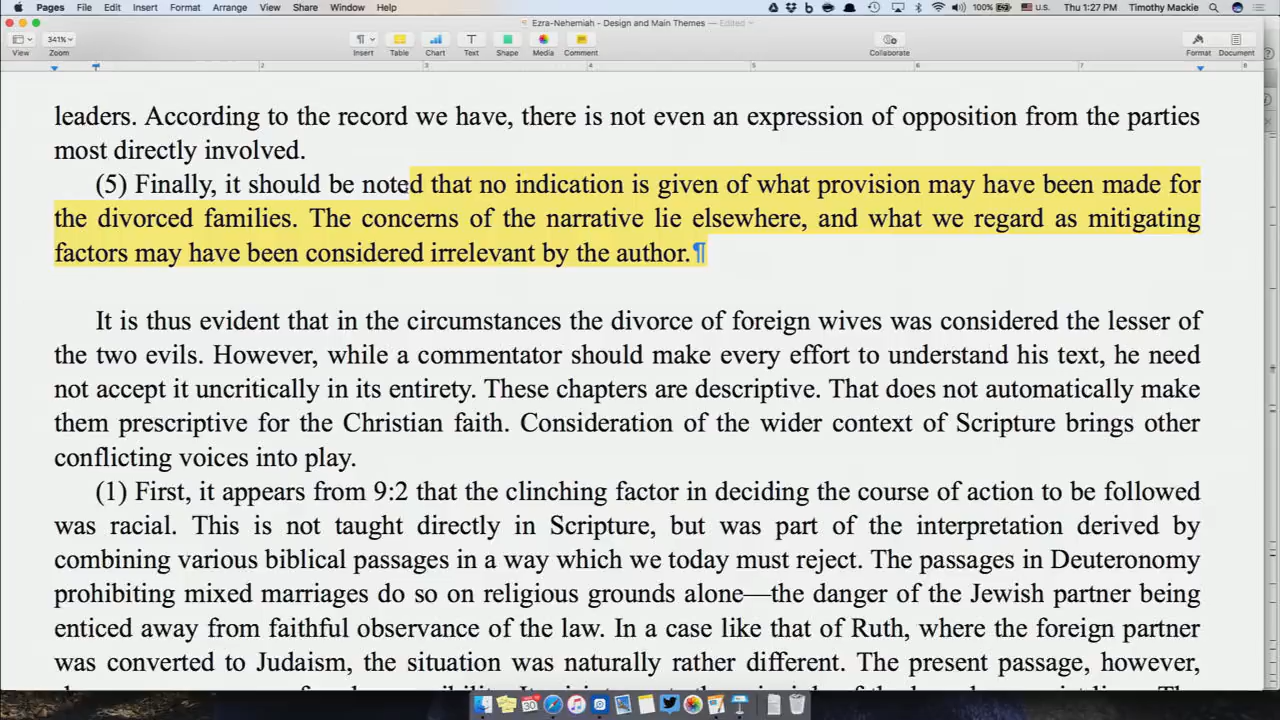 Pages File Edit Insert Format Arrange View Share Window Help 100% U.S. Thu 1:27 PM Timothy Mackie
Ezra-Nehemiah - Design and Main Themes — Edited
341%
View Zoom Insert Table Chart Text Shape Media Comment Collaborate Format Document
2 3 4 5 6 7 8
leaders. According to the record we have, there is not even an expression of opposition from the parties
most directly involved.
(5) Finally, it should be noted that no indication is given of what provision may have been made for
the divorced families. The concerns of the narrative lie elsewhere, and what we regard as mitigating
factors may have been considered irrelevant by the author.¶
It is thus evident that in the circumstances the divorce of foreign wives was considered the lesser of
the two evils. However, while a commentator should make every effort to understand his text, he need
not accept it uncritically in its entirety. These chapters are descriptive. That does not automatically make
them prescriptive for the Christian faith. Consideration of the wider context of Scripture brings other
conflicting voices into play.
(1) First, it appears from 9:2 that the clinching factor in deciding the course of action to be followed
was racial. This is not taught directly in Scripture, but was part of the interpretation derived by
combining various biblical passages in a way which we today must reject. The passages in Deuteronomy
prohibiting mixed marriages do so on religious grounds alone—the danger of the Jewish partner being
enticed away from faithful observance of the law. In a case like that of Ruth, where the foreign partner
was converted to Judaism, the situation was naturally rather different. The present passage, however,